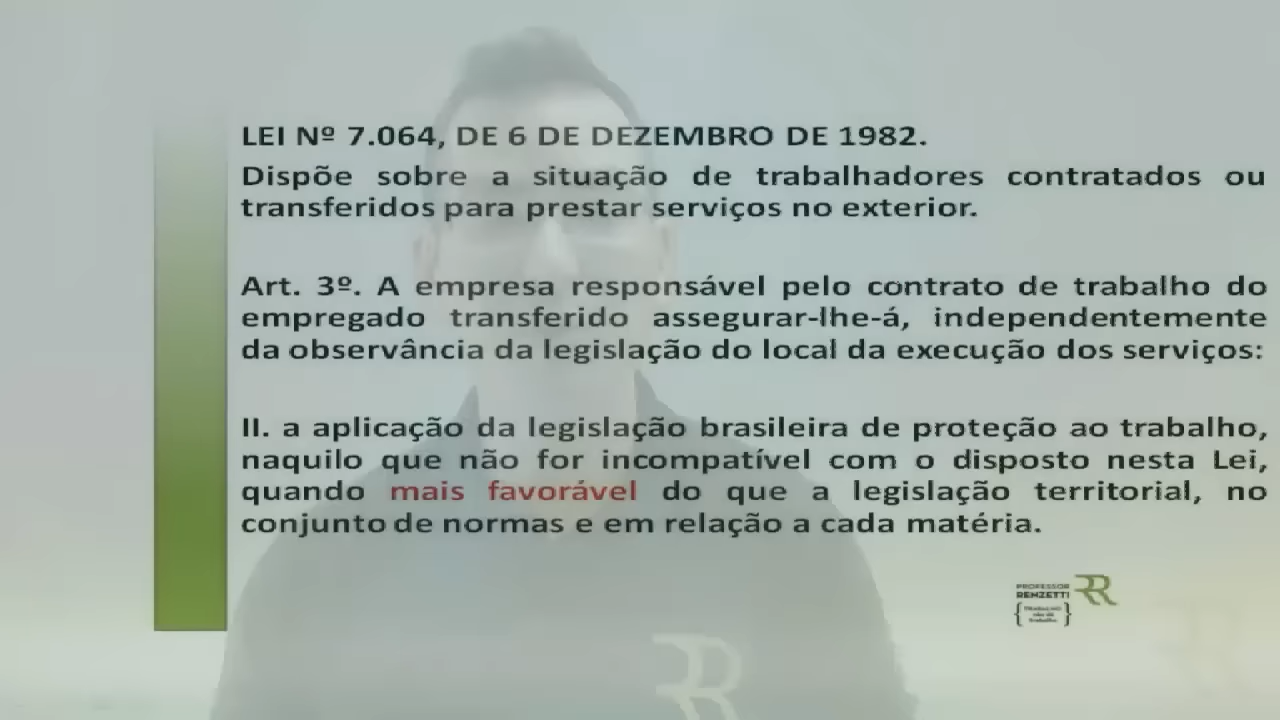 LEI Nº 7.064, DE 6 DE DEZEMBRO DE 1982.
Dispõe sobre a situação de trabalhadores contratados ou
transferidos para prestar serviços no exterior.
Art. 3º. A empresa responsável pelo contrato de trabalho do
empregado transferido assegurar-lhe-á, independentemente
da observância da legislação do local da execução dos serviços:
II. a aplicação da legislação brasileira de proteção ao trabalho,
naquilo que não for incompatível com o disposto nesta Lei,
quando mais favorável do que a legislação territorial, no
conjunto de normas e em relação a cada matéria.
PROFESSOR
RENZETTI